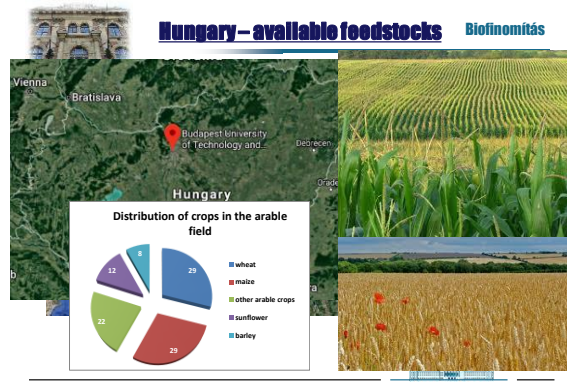 Hungary – available feedstocks
Biofinomítás
Vienna
Bratislava
Budapest University
of Technology and...
Debrecen
Hungary
Distribution of crops in the arable
field
29
29
22
12
8
wheat
maize
other arable crops
sunflower
barley